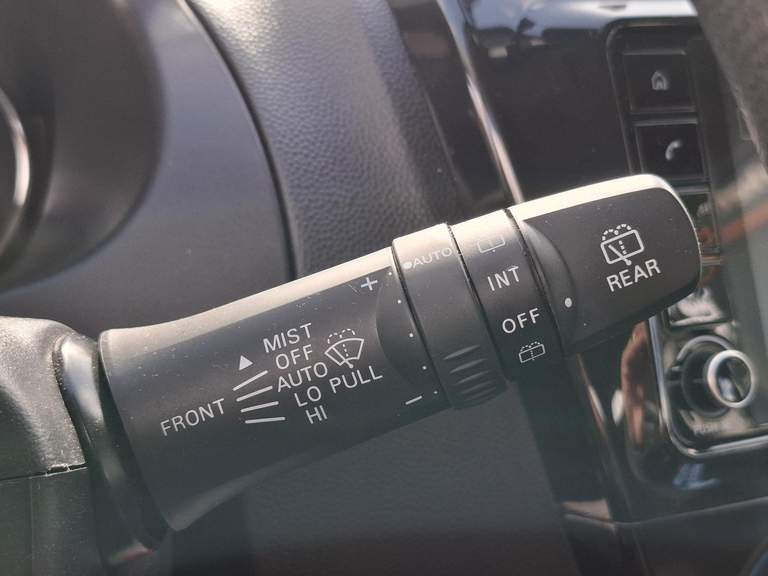 FRONT
MIST
OFF
AUTO
LO PULL
HI
+
−
AUTO
INT
OFF
REAR